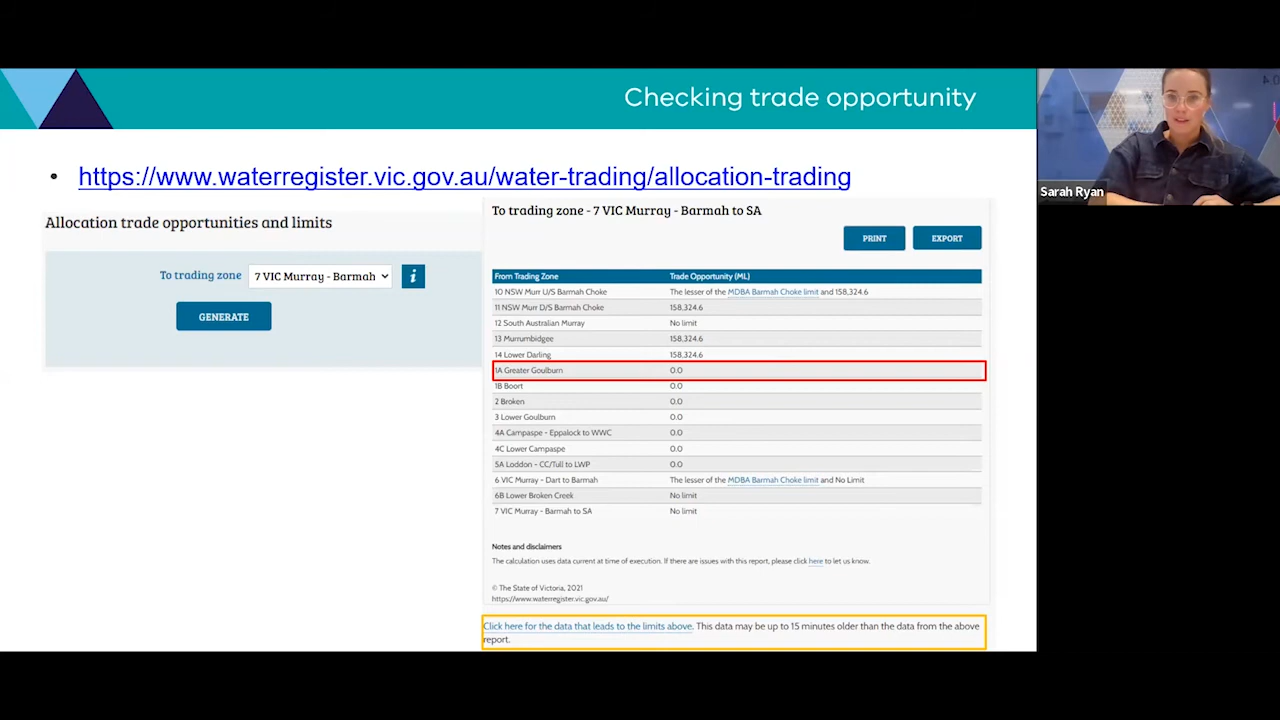 Checking trade opportunity
• https://www.waterregister.vic.gov.au/water-trading/allocation-trading
Allocation trade opportunities and limits
To trading zone 7 VIC Murray - Barmah i
GENERATE
To trading zone - 7 VIC Murray - Barmah to SA
PRINT EXPORT
From Trading Zone Trade Opportunity (ML)
10 NSW Murr U/S Barmah Choke The lesser of the MDBA Barmah Choke limit and 158,324.6
11 NSW Murr D/S Barmah Choke 158,324.6
12 South Australian Murray No limit
13 Murrumbidgee 158,324.6
14 Lower Darling 158,324.6
1A Greater Goulburn 0.0
1B Boort 0.0
2 Broken 0.0
3 Lower Goulburn 0.0
4A Campaspe - Eppalock to WWC 0.0
4C Lower Campaspe 0.0
5A Loddon - CC/Tull to LWP 0.0
6 VIC Murray - Dart to Barmah The lesser of the MDBA Barmah Choke limit and No Limit
6B Lower Broken Creek No limit
7 VIC Murray - Barmah to SA No limit
Notes and disclaimers
The calculation uses data current at time of execution. If there are issues with this report, please click here to let us know.
© The State of Victoria, 2021
https://www.waterregister.vic.gov.au/
Click here for the data that leads to the limits above. This data may be up to 15 minutes older than the data from the above
report.
Sarah Ryan